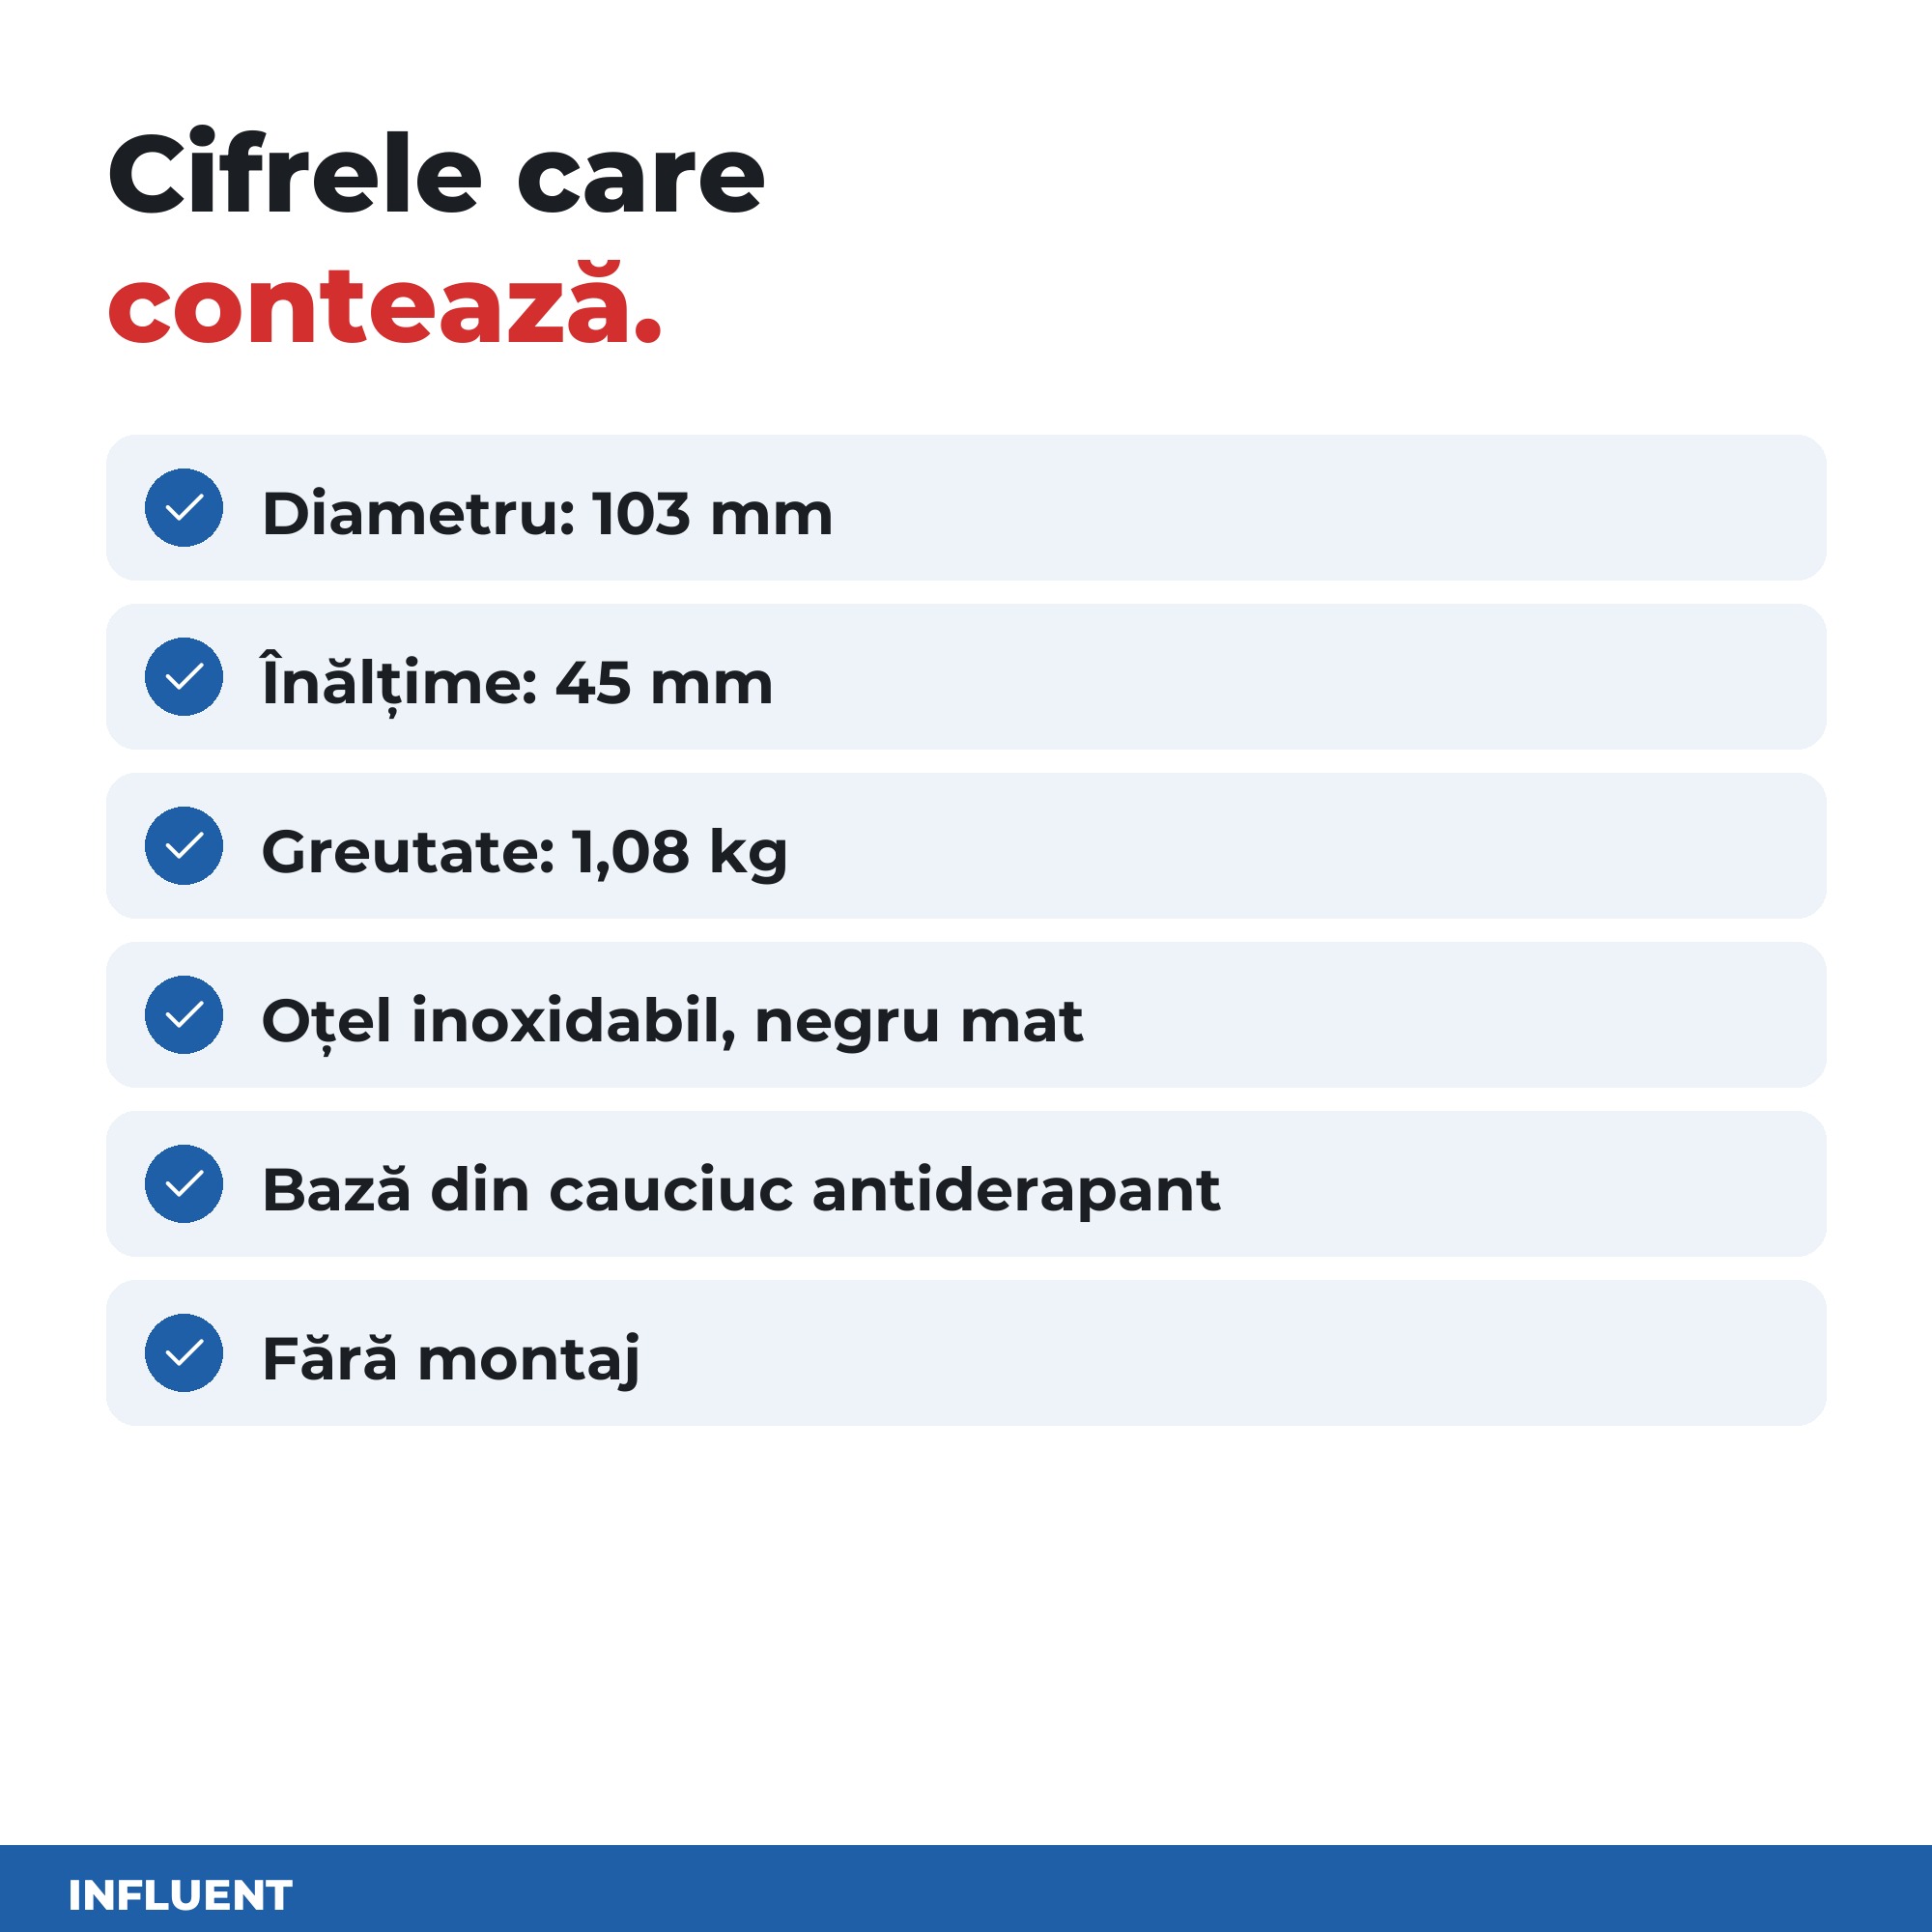 Cifrele care
contează.
Diametru: 103 mm
Înălțime: 45 mm
Greutate: 1,08 kg
Oțel inoxidabil, negru mat
Bază din cauciuc antiderapant
Fără montaj
INFLUENT